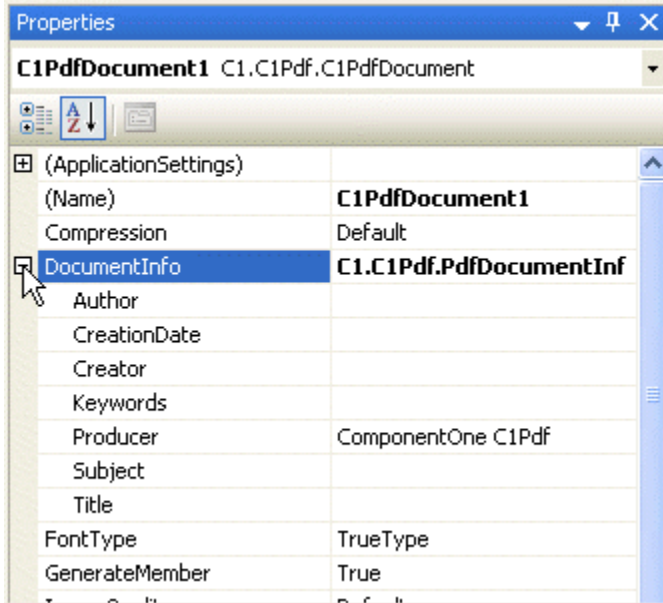 Properties
C1PdfDocument1 C1.C1Pdf.C1PdfDocument
(ApplicationSettings)
(Name) C1PdfDocument1
Compression Default
DocumentInfo C1.C1Pdf.PdfDocumentInf
Author
CreationDate
Creator
Keywords
Producer ComponentOne C1Pdf
Subject
Title
FontType TrueType
GenerateMember True